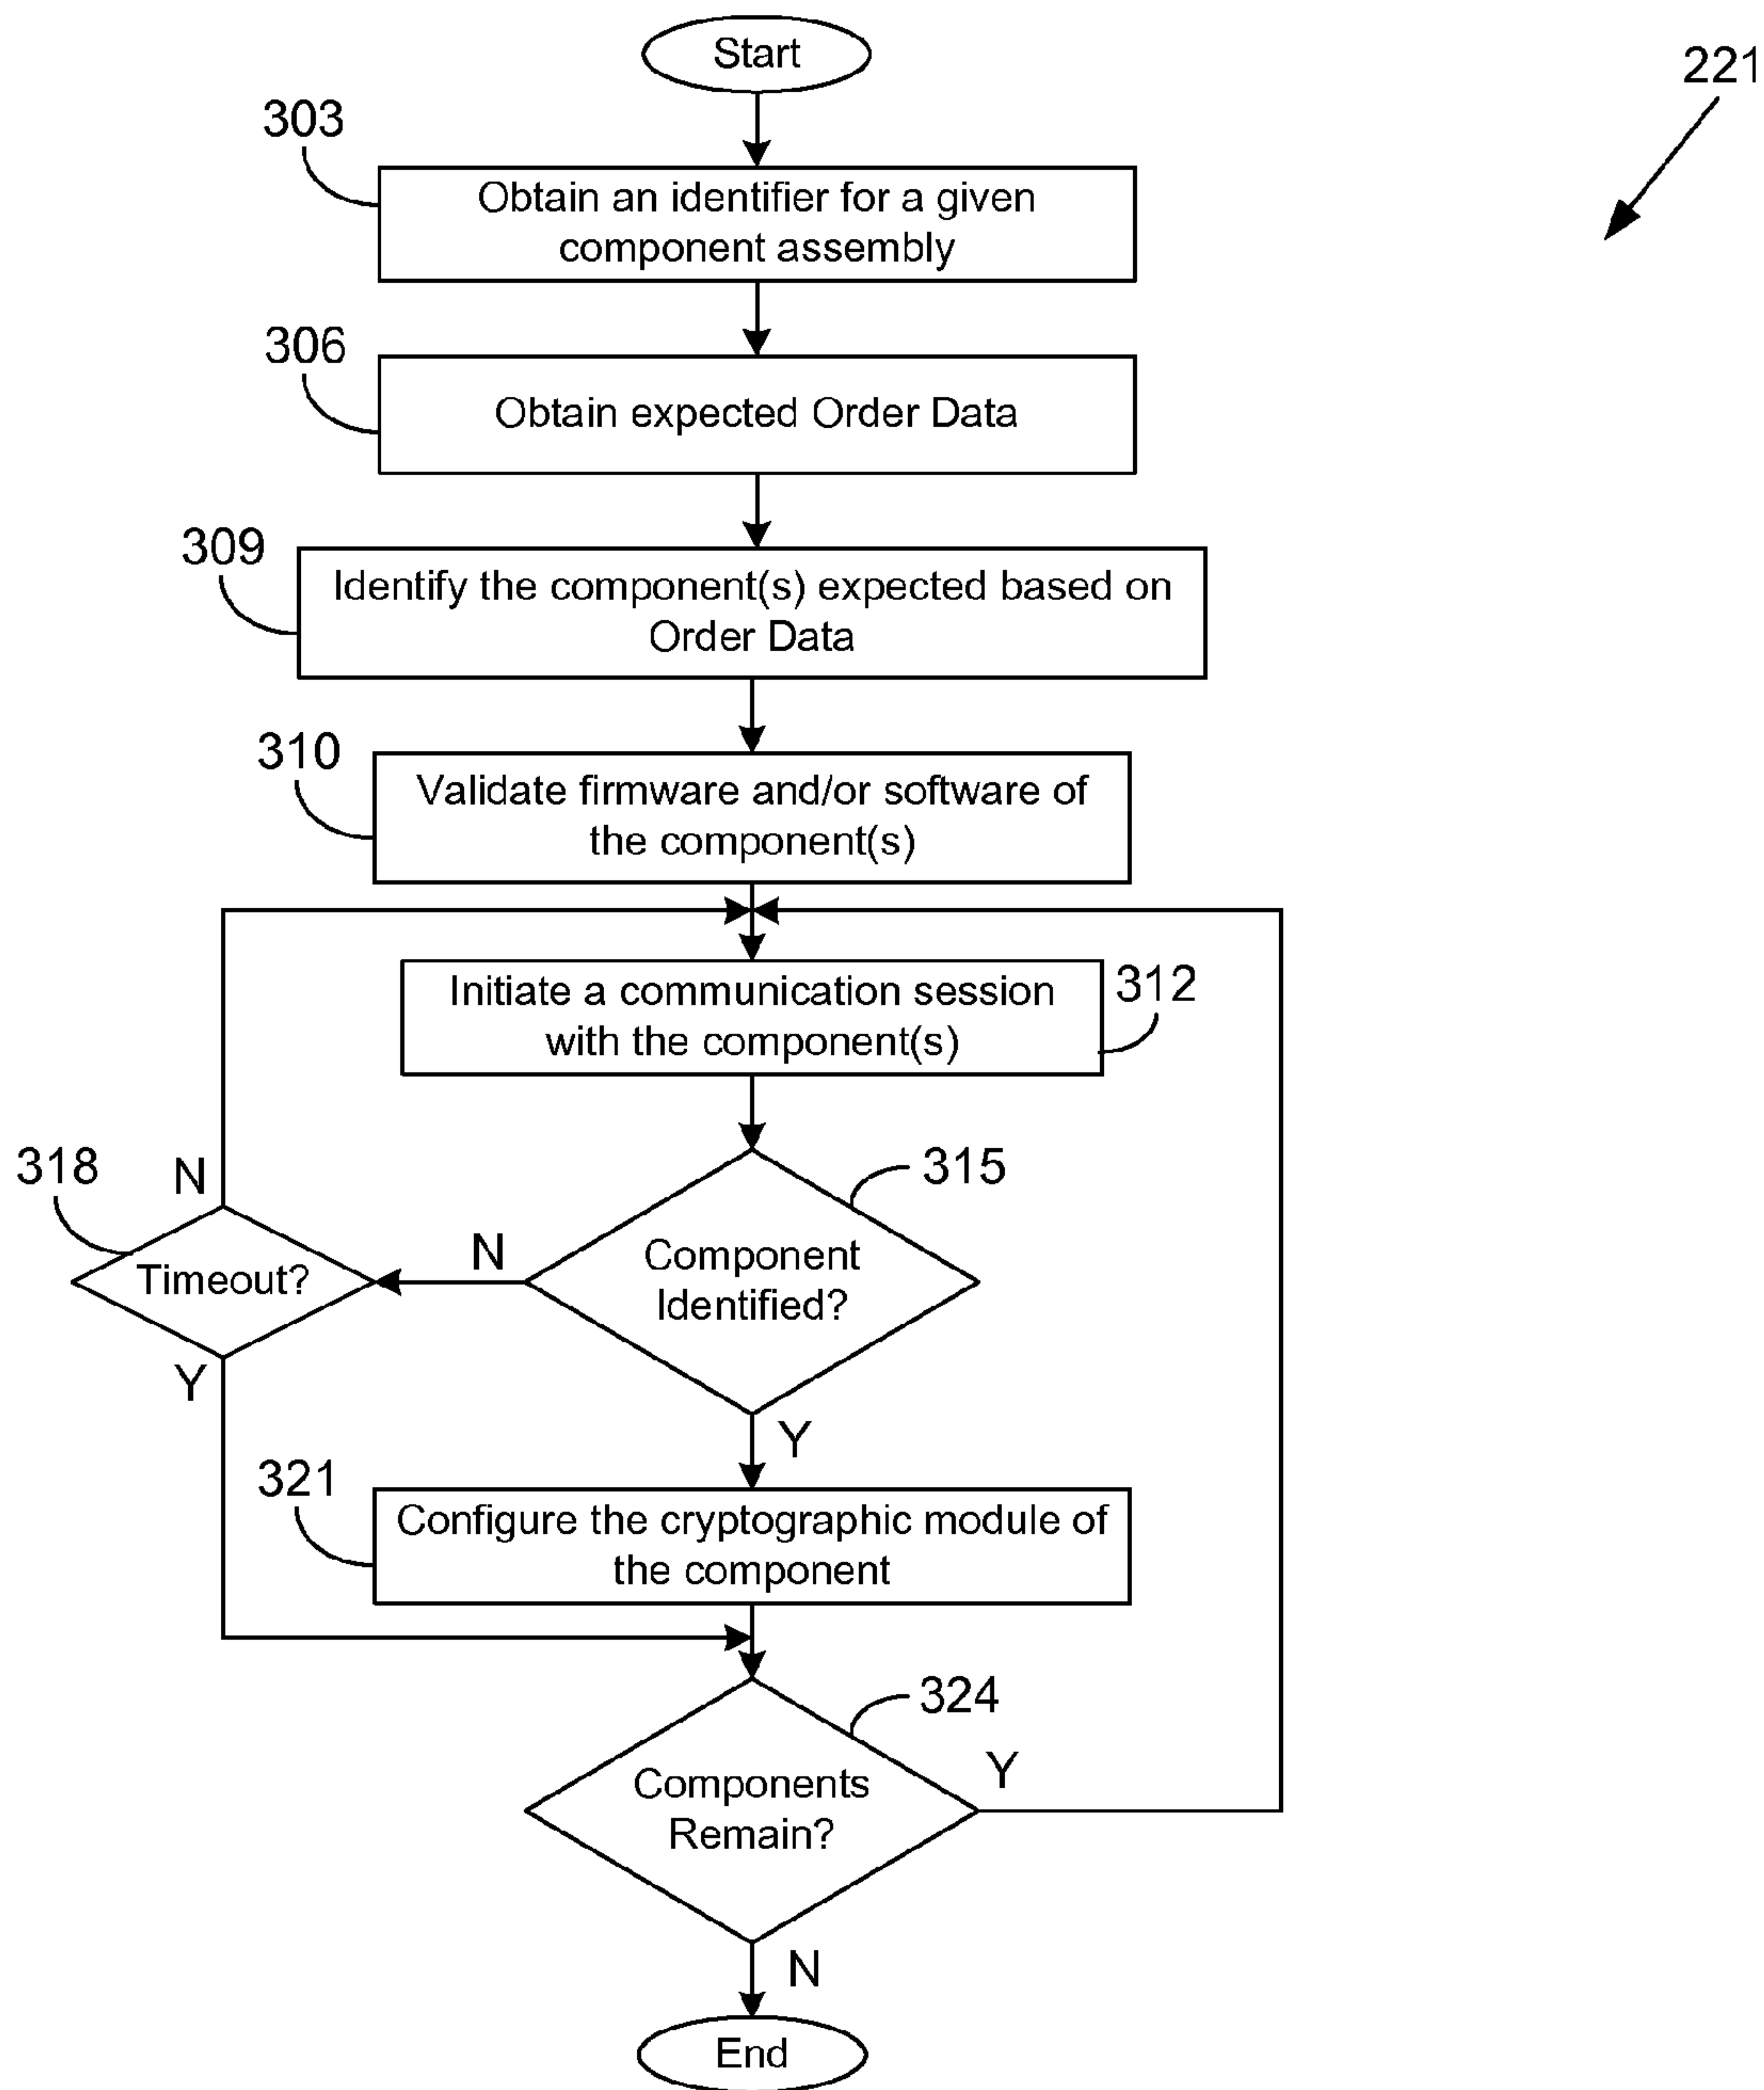 Start
221
303
Obtain an identifier for a given
component assembly
306
Obtain expected Order Data
309
Identify the component(s) expected based on
Order Data
310
Validate firmware and/or software of
the component(s)
Initiate a communication session
with the component(s)
312
318
N
315
Timeout?
N
Component
Identified?
Y
Y
321
Configure the cryptographic module of
the component
324
Components
Remain?
Y
N
End